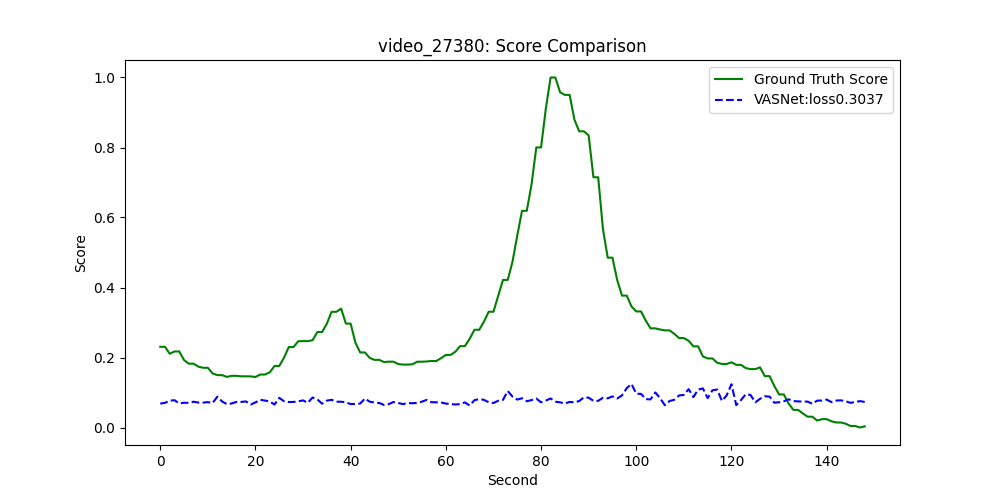 video_27380: Score Comparison
Ground Truth Score
VASNet:loss0.3037
Score
1.0
0.8
0.6
0.4
0.2
0.0
0 20 40 60 80 100 120 140
Second